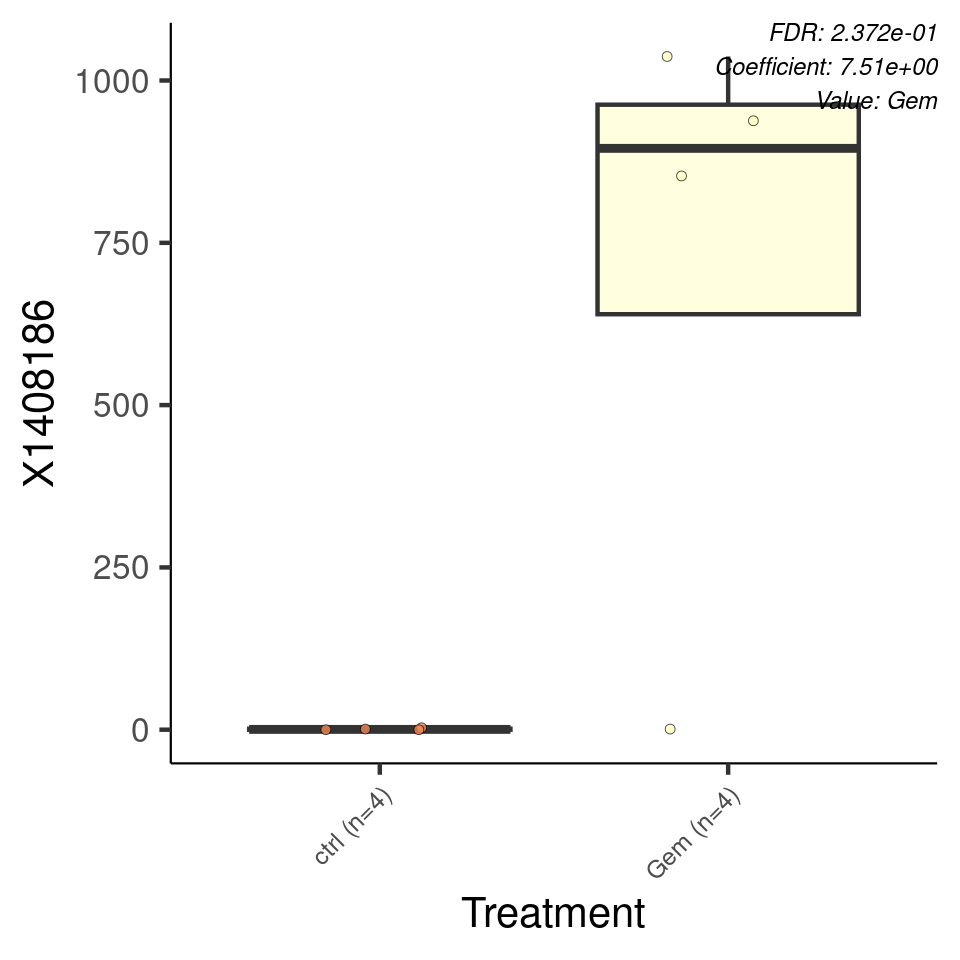 FDR: 2.372e-01
Coefficient: 7.51e+00
Value: Gem
1000
750
500
250
0
X1408186
ctrl (n=4)
Gem (n=4)
Treatment